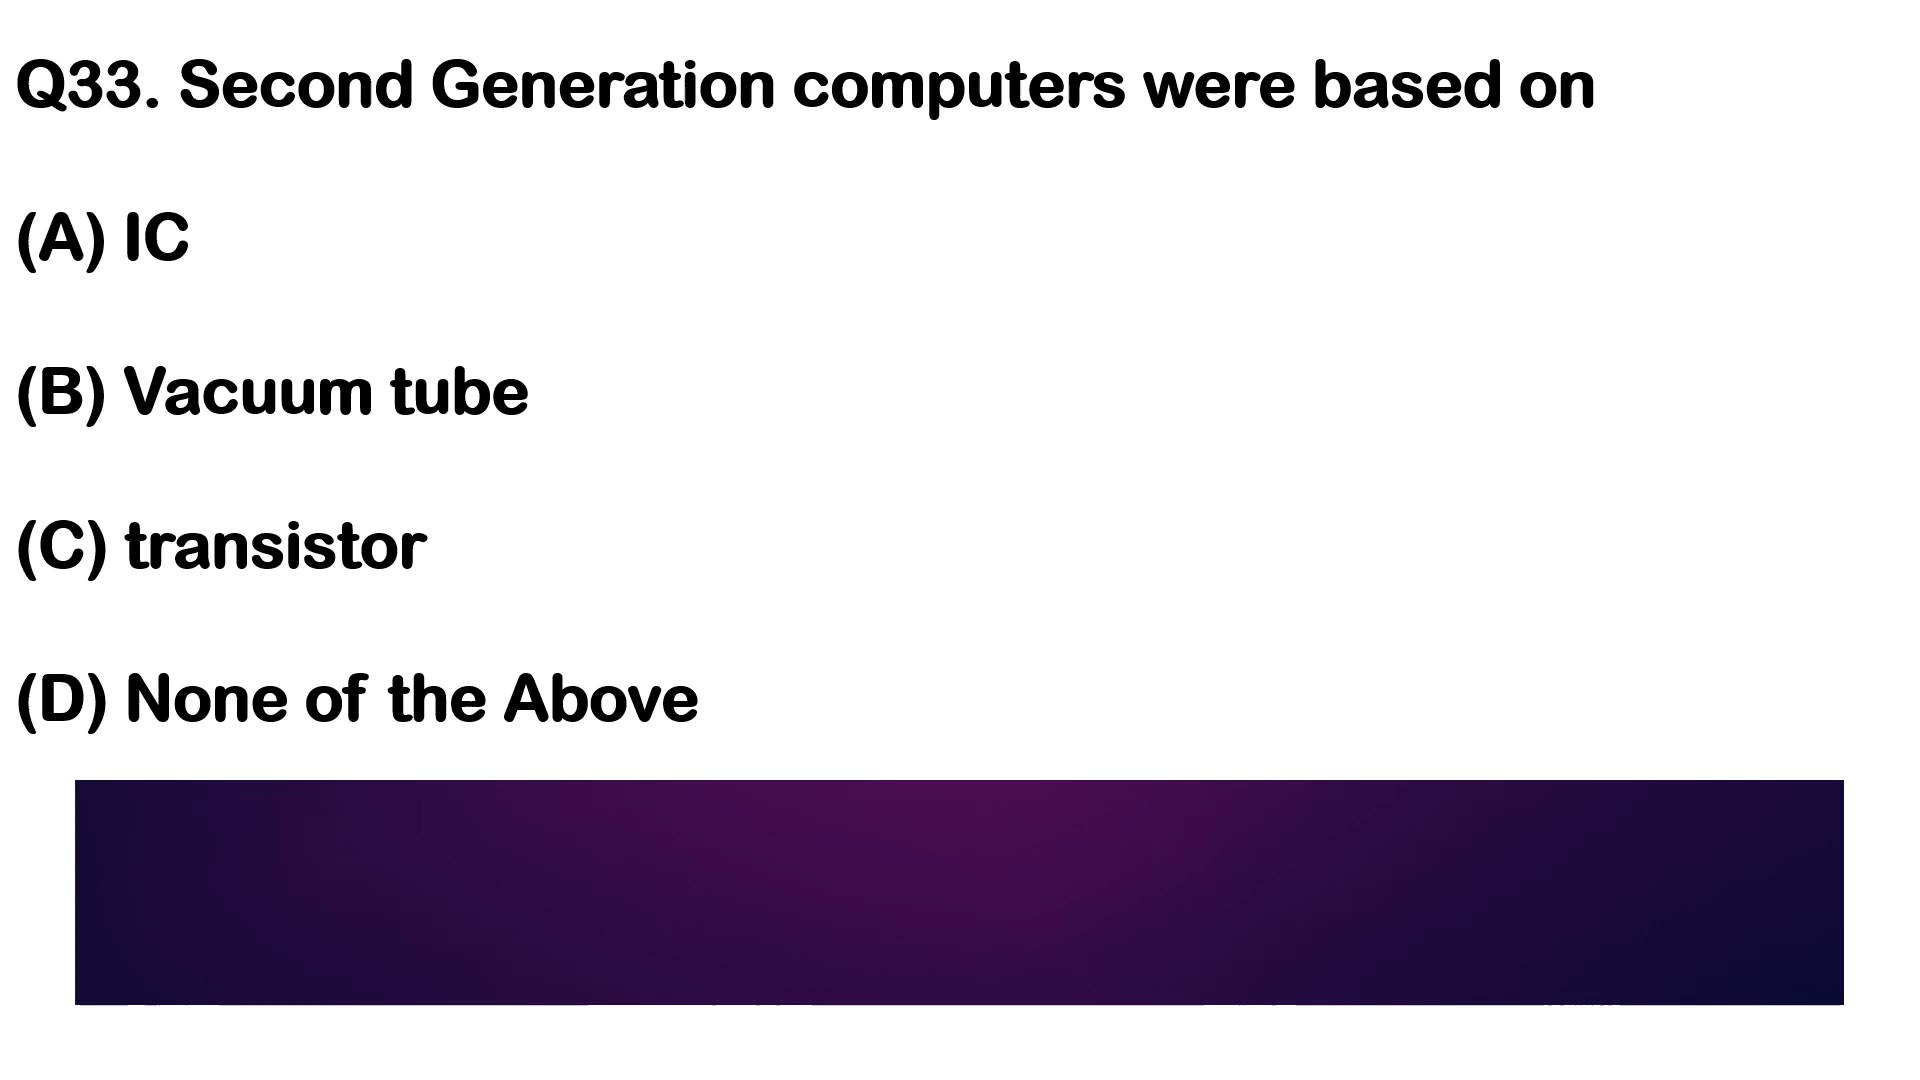 Q33. Second Generation computers were based on
(A) IC
(B) Vacuum tube
(C) transistor
(D) None of the Above